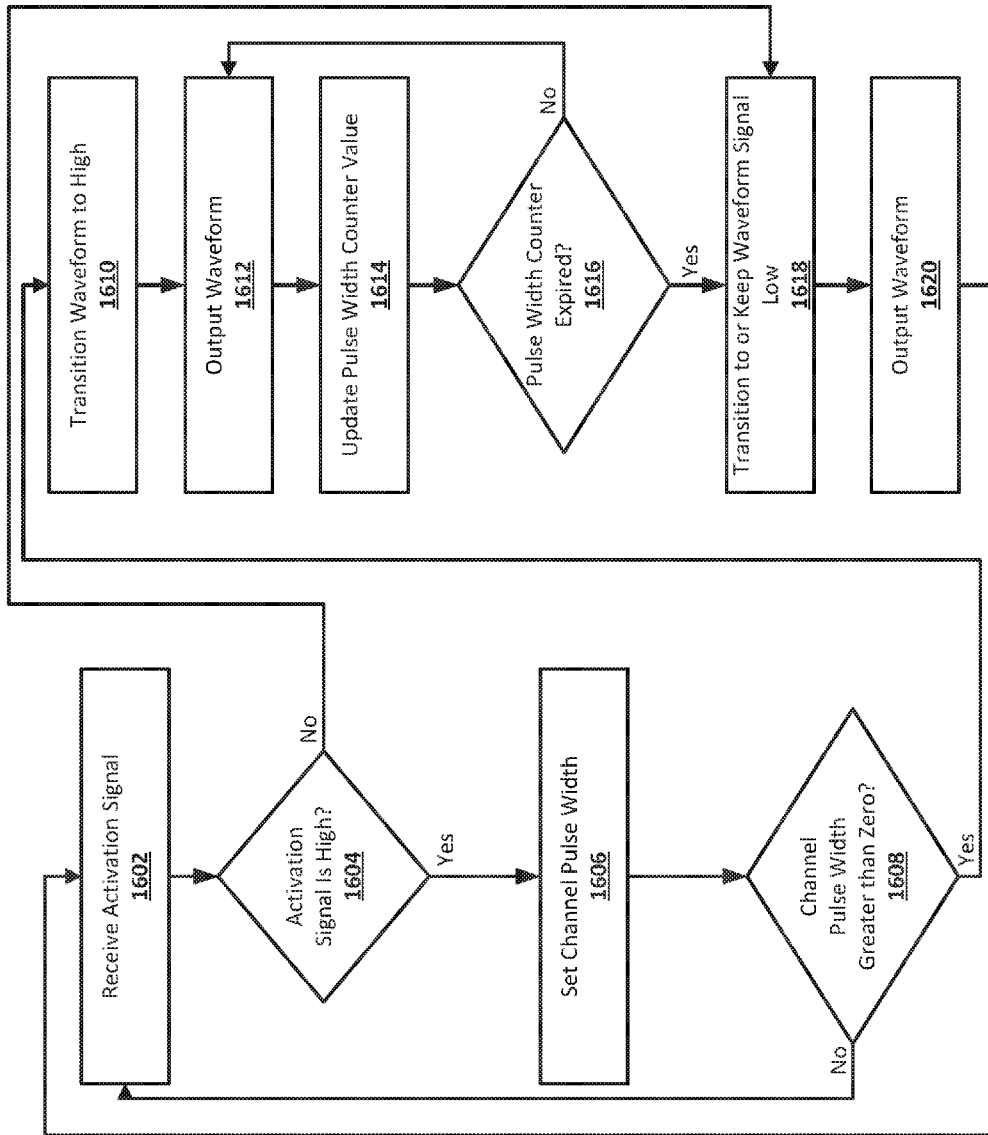 Receive Activation Signal
1602
Activation
Signal Is High?
1604
No
Yes
Set Channel Pulse Width
1606
Channel
Pulse Width
Greater than Zero?
1608
No
Yes
Transition Waveform to High
1610
Output Waveform
1612
Update Pulse Width Counter Value
1614
Pulse Width Counter
Expired?
1616
No
Yes
Transition to or Keep Waveform Signal
Low
1618
Output Waveform
1620